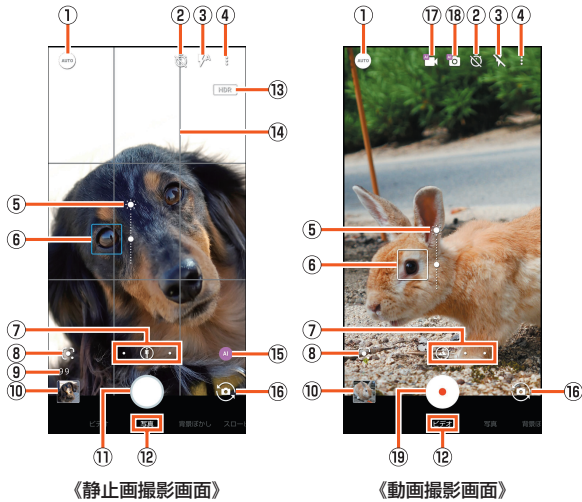 ① ② ③ ④ ① ⑰ ⑱ ② ③ ④
AUTO AUTO
HDR ⑬
⑭
⑤ ⑤
⑥ ⑥
⑦ ⑦
⑧ AI ⑮ ⑧
⑨ 99
⑩ ⑯ ⑩ ⑯
ビデオ 写真 背景ぼかし スローﾓ ビデオ 写真 背景ぼ
⑪ ⑫ ⑲ ⑫
《静止画撮影画面》 《動画撮影画面》